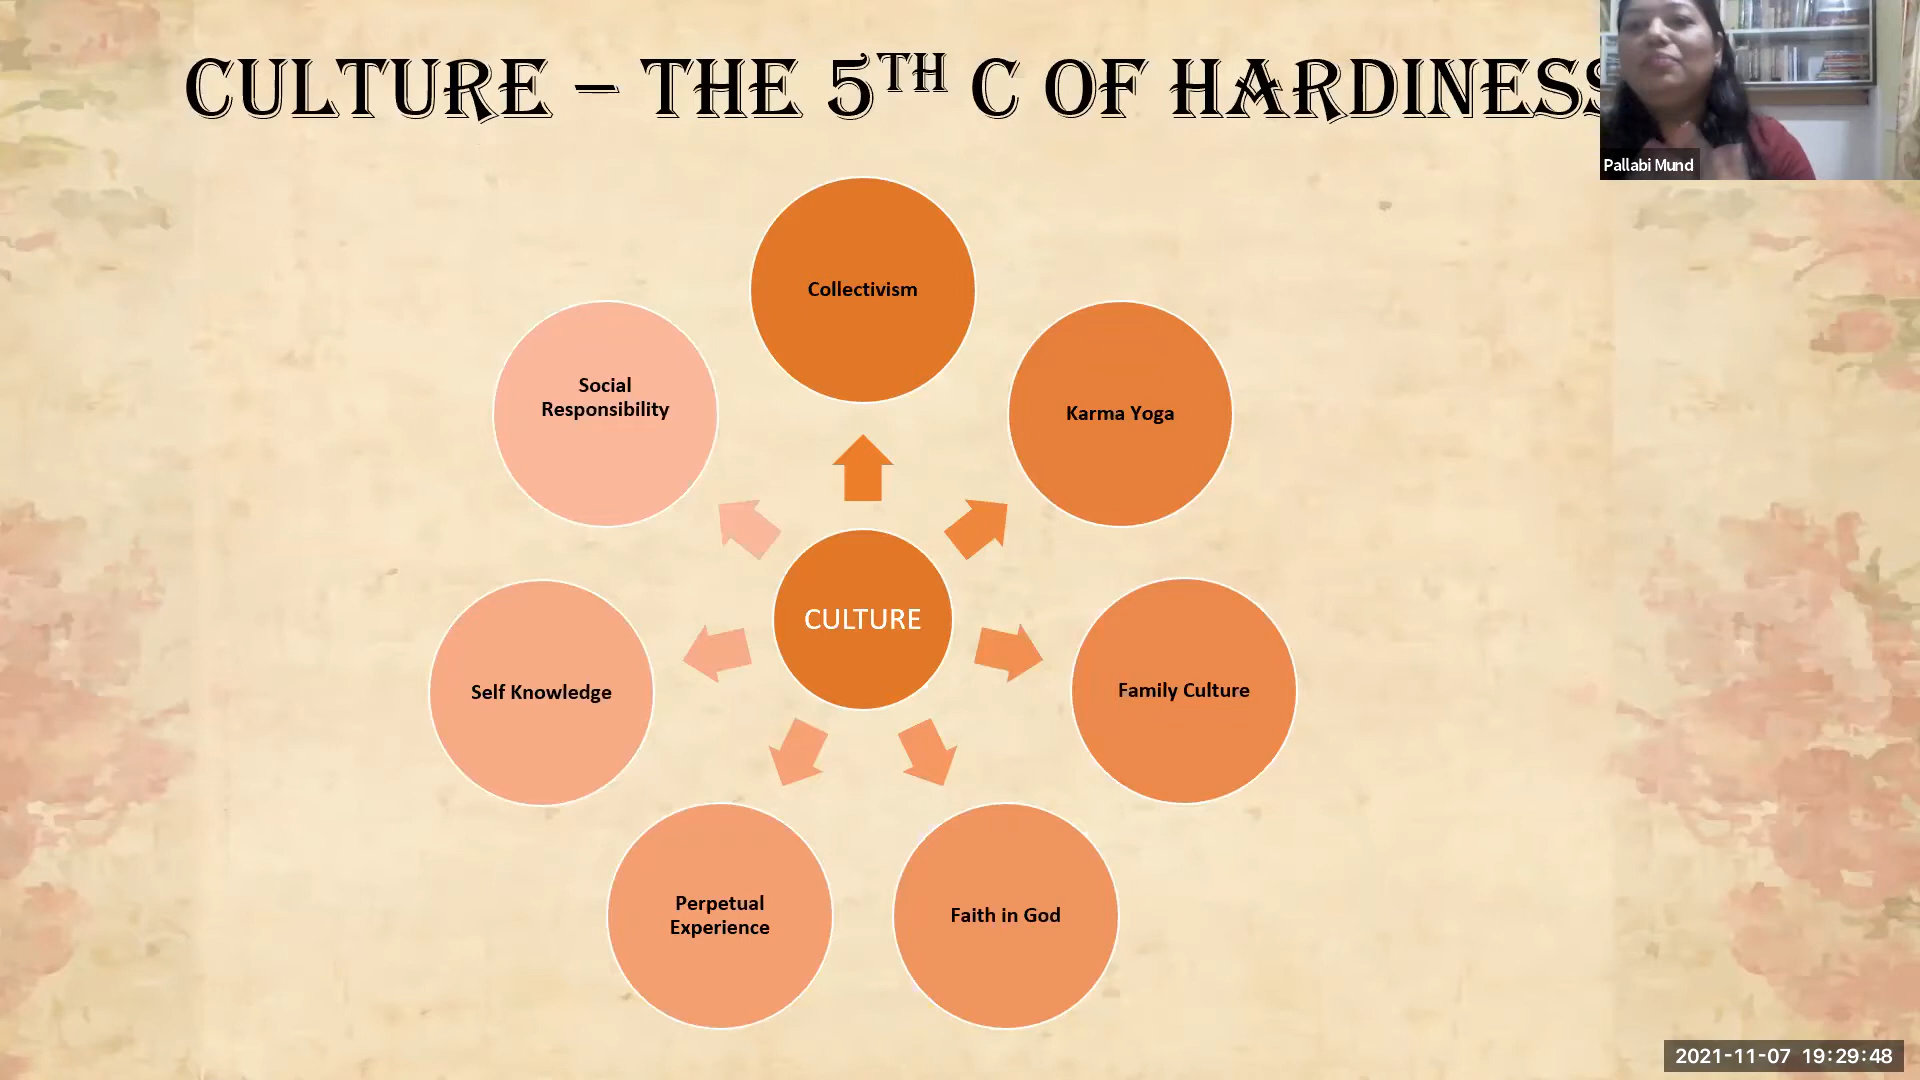 CULTURE – THE 5TH C OF HARDINESS
Pallabi Mund
Collectivism
Social
Responsibility
Karma Yoga
CULTURE
Self Knowledge
Family Culture
Perpetual
Experience
Faith in God
2021-11-07 19:29:48